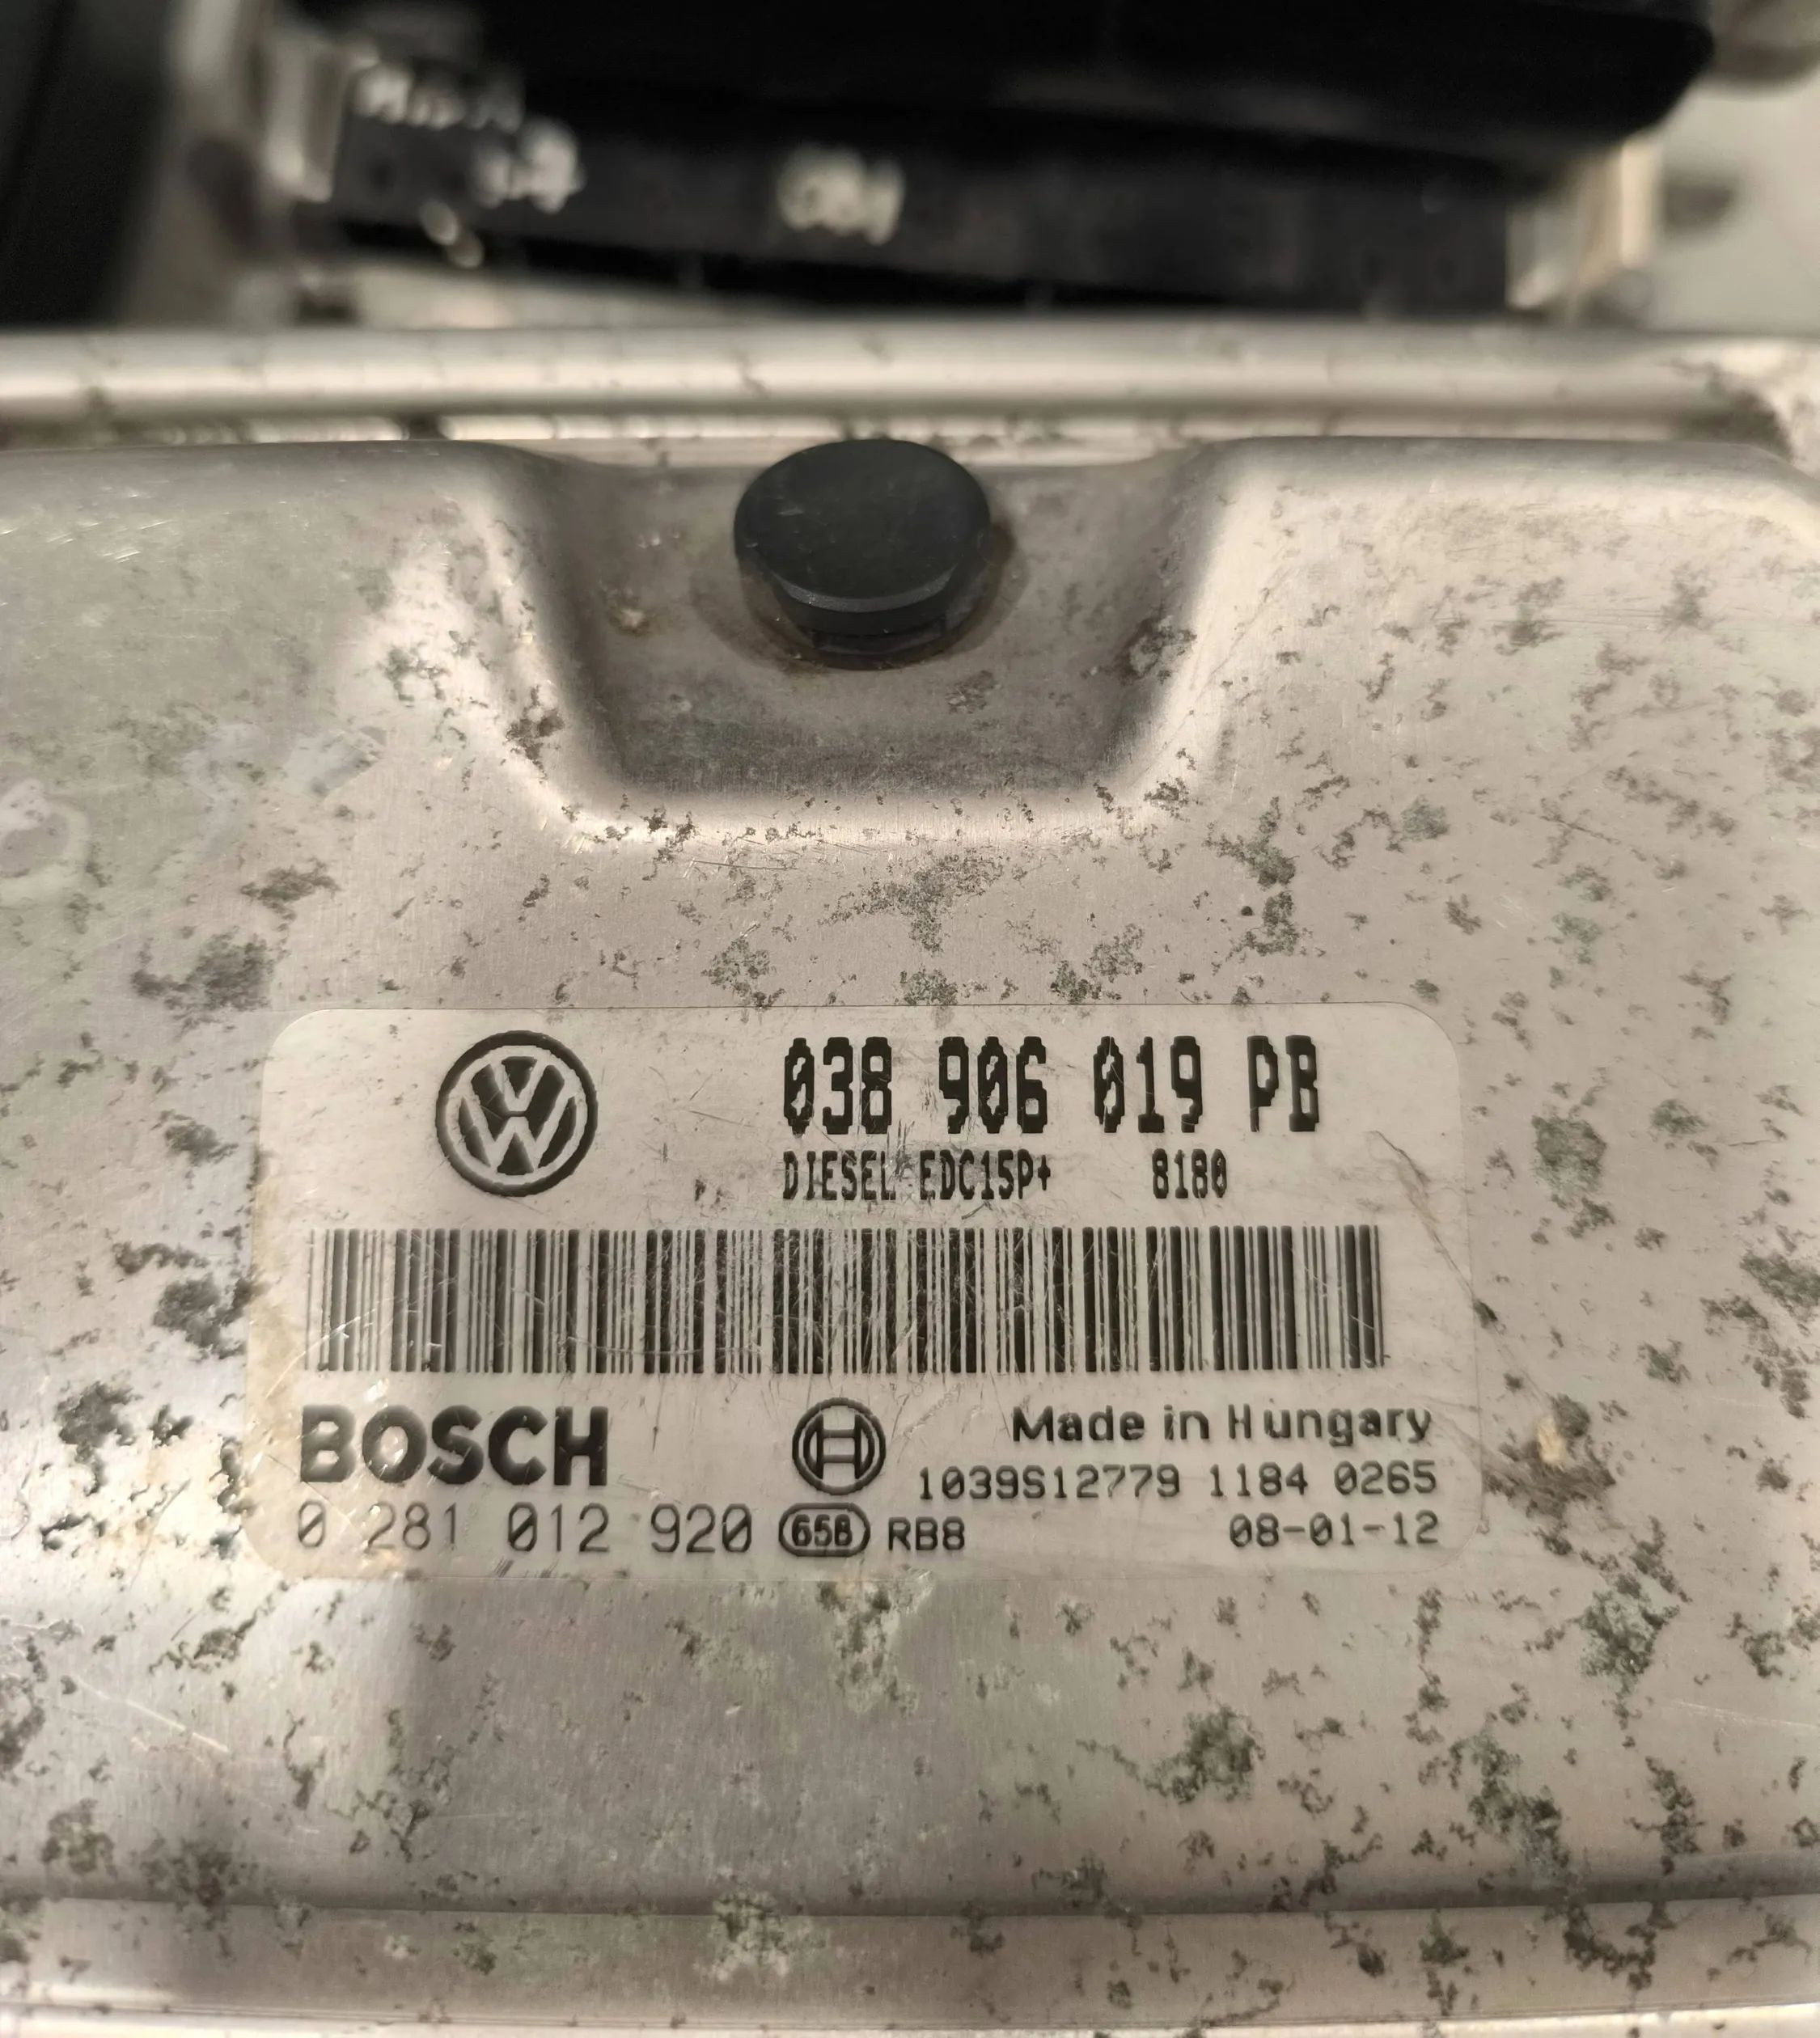 038 906 019 PB
DIESEL EDC15P+ 8180
BOSCH
Made in Hungary
1039S12779 1184 0265
0 281 012 920 65B RB8 08-01-12